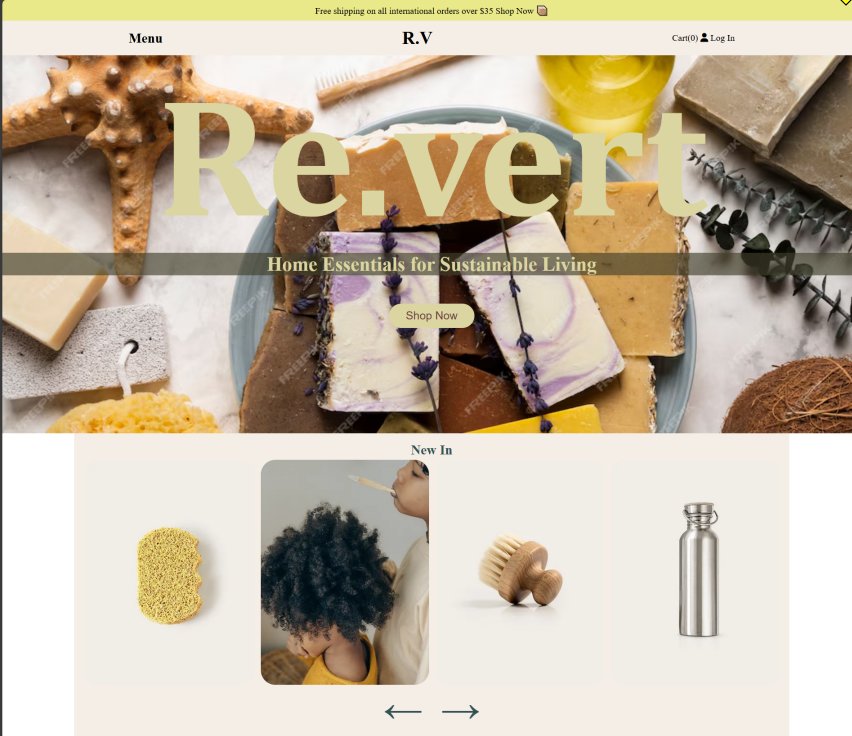 Free shipping on all international orders over $35 Shop Now
Menu
R.V
Cart(0) Log In
Re.vert
Home Essentials for Sustainable Living
Shop Now
New In